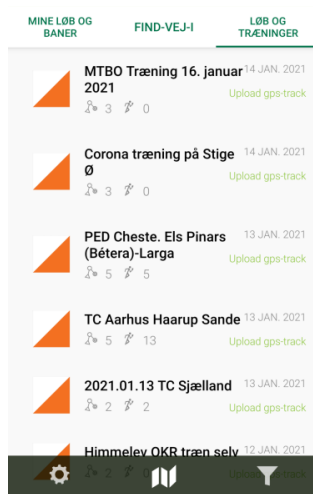 MINE LØB OG
BANER
FIND-VEJ-I
LØB OG
TRÆNINGER
MTBO Træning 16. januar
2021
14 JAN. 2021
Upload gps-track
3 0
Corona træning på Stige
Ø
14 JAN. 2021
Upload gps-track
3 0
PED Cheste. Els Pinars
(Bétera)-Larga
13 JAN. 2021
Upload gps-track
5 5
TC Aarhus Haarup Sande
13 JAN. 2021
Upload gps-track
5 13
2021.01.13 TC Sjælland
13 JAN. 2021
Upload gps-track
2 2
Himmelev OKR træn selv
12 JAN. 2021
2 0